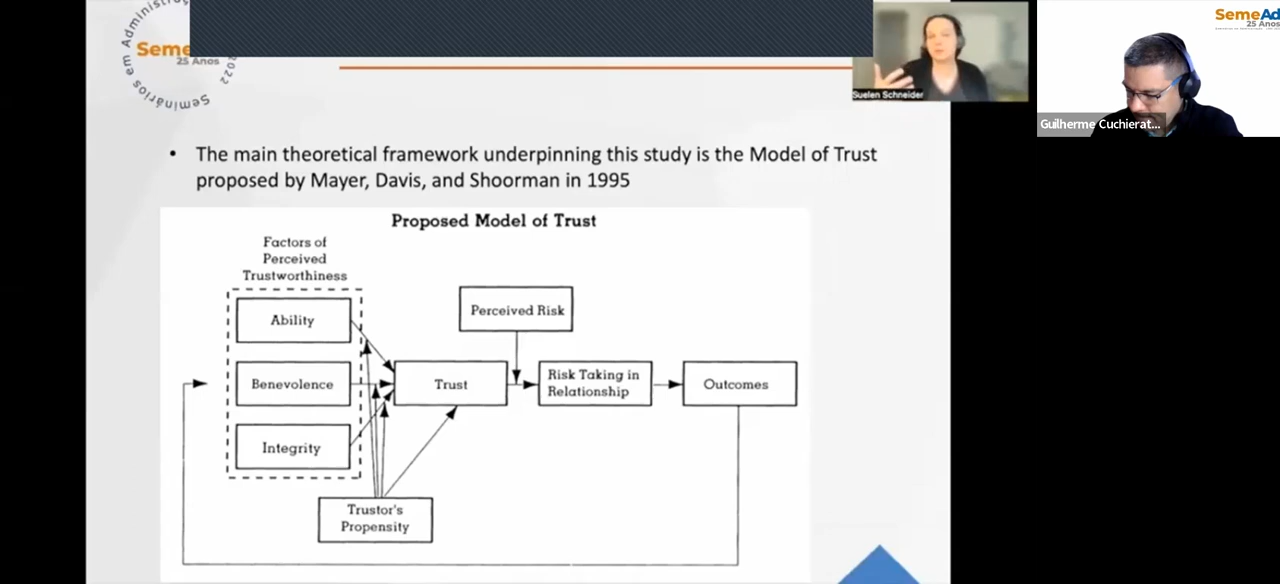 Seminários em Administração 2022
SemeAd
25 Anos
Seme
25 Anos
Suelen Schneider
Guilherme Cuchierat...
• The main theoretical framework underpinning this study is the Model of Trust
proposed by Mayer, Davis, and Shoorman in 1995
Proposed Model of Trust
Factors of
Perceived
Trustworthiness
Ability
Benevolence
Integrity
Trustor's
Propensity
Trust
Perceived Risk
Risk Taking in
Relationship
Outcomes